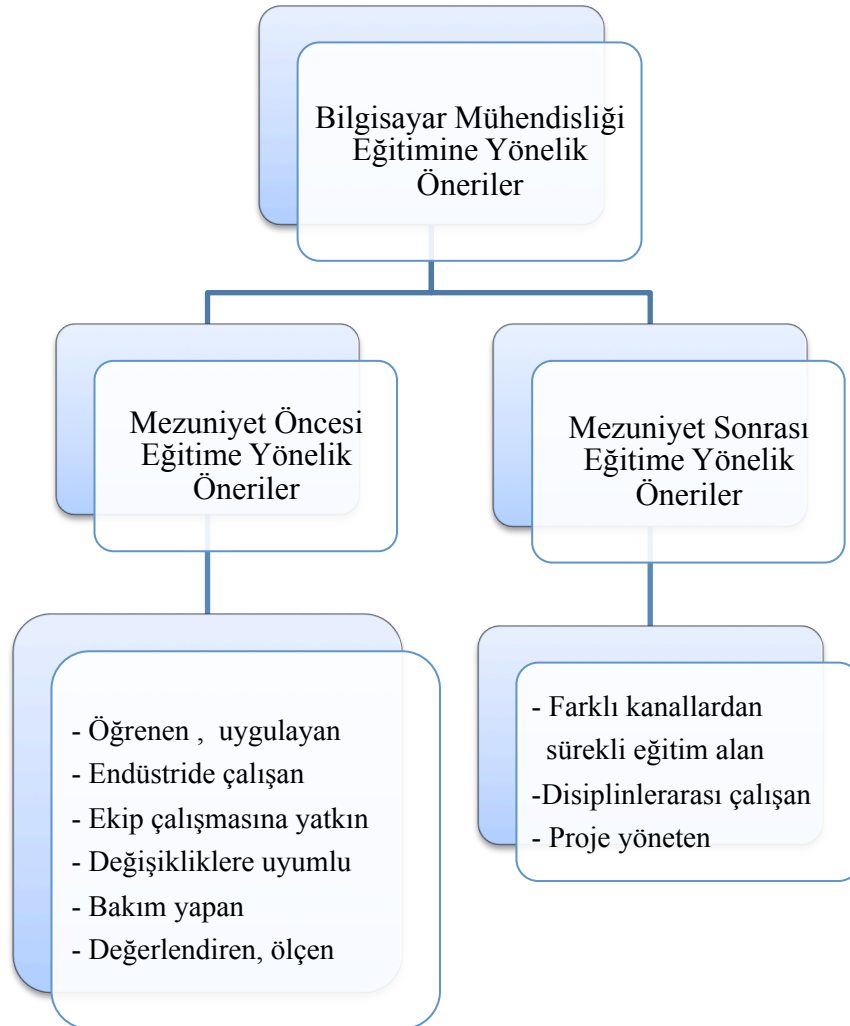 Bilgisayar Mühendisliği
Eğitimine Yönelik
Öneriler
Mezuniyet Öncesi
Eğitime Yönelik
Öneriler
Mezuniyet Sonrası
Eğitime Yönelik
Öneriler
- Öğrenen , uygulayan
- Endüstride çalışan
- Ekip çalışmasına yatkın
- Değişikliklere uyumlu
- Bakım yapan
- Değerlendiren, ölçen
- Farklı kanallardan
sürekli eğitim alan
-Disiplinlerarası çalışan
- Proje yöneten